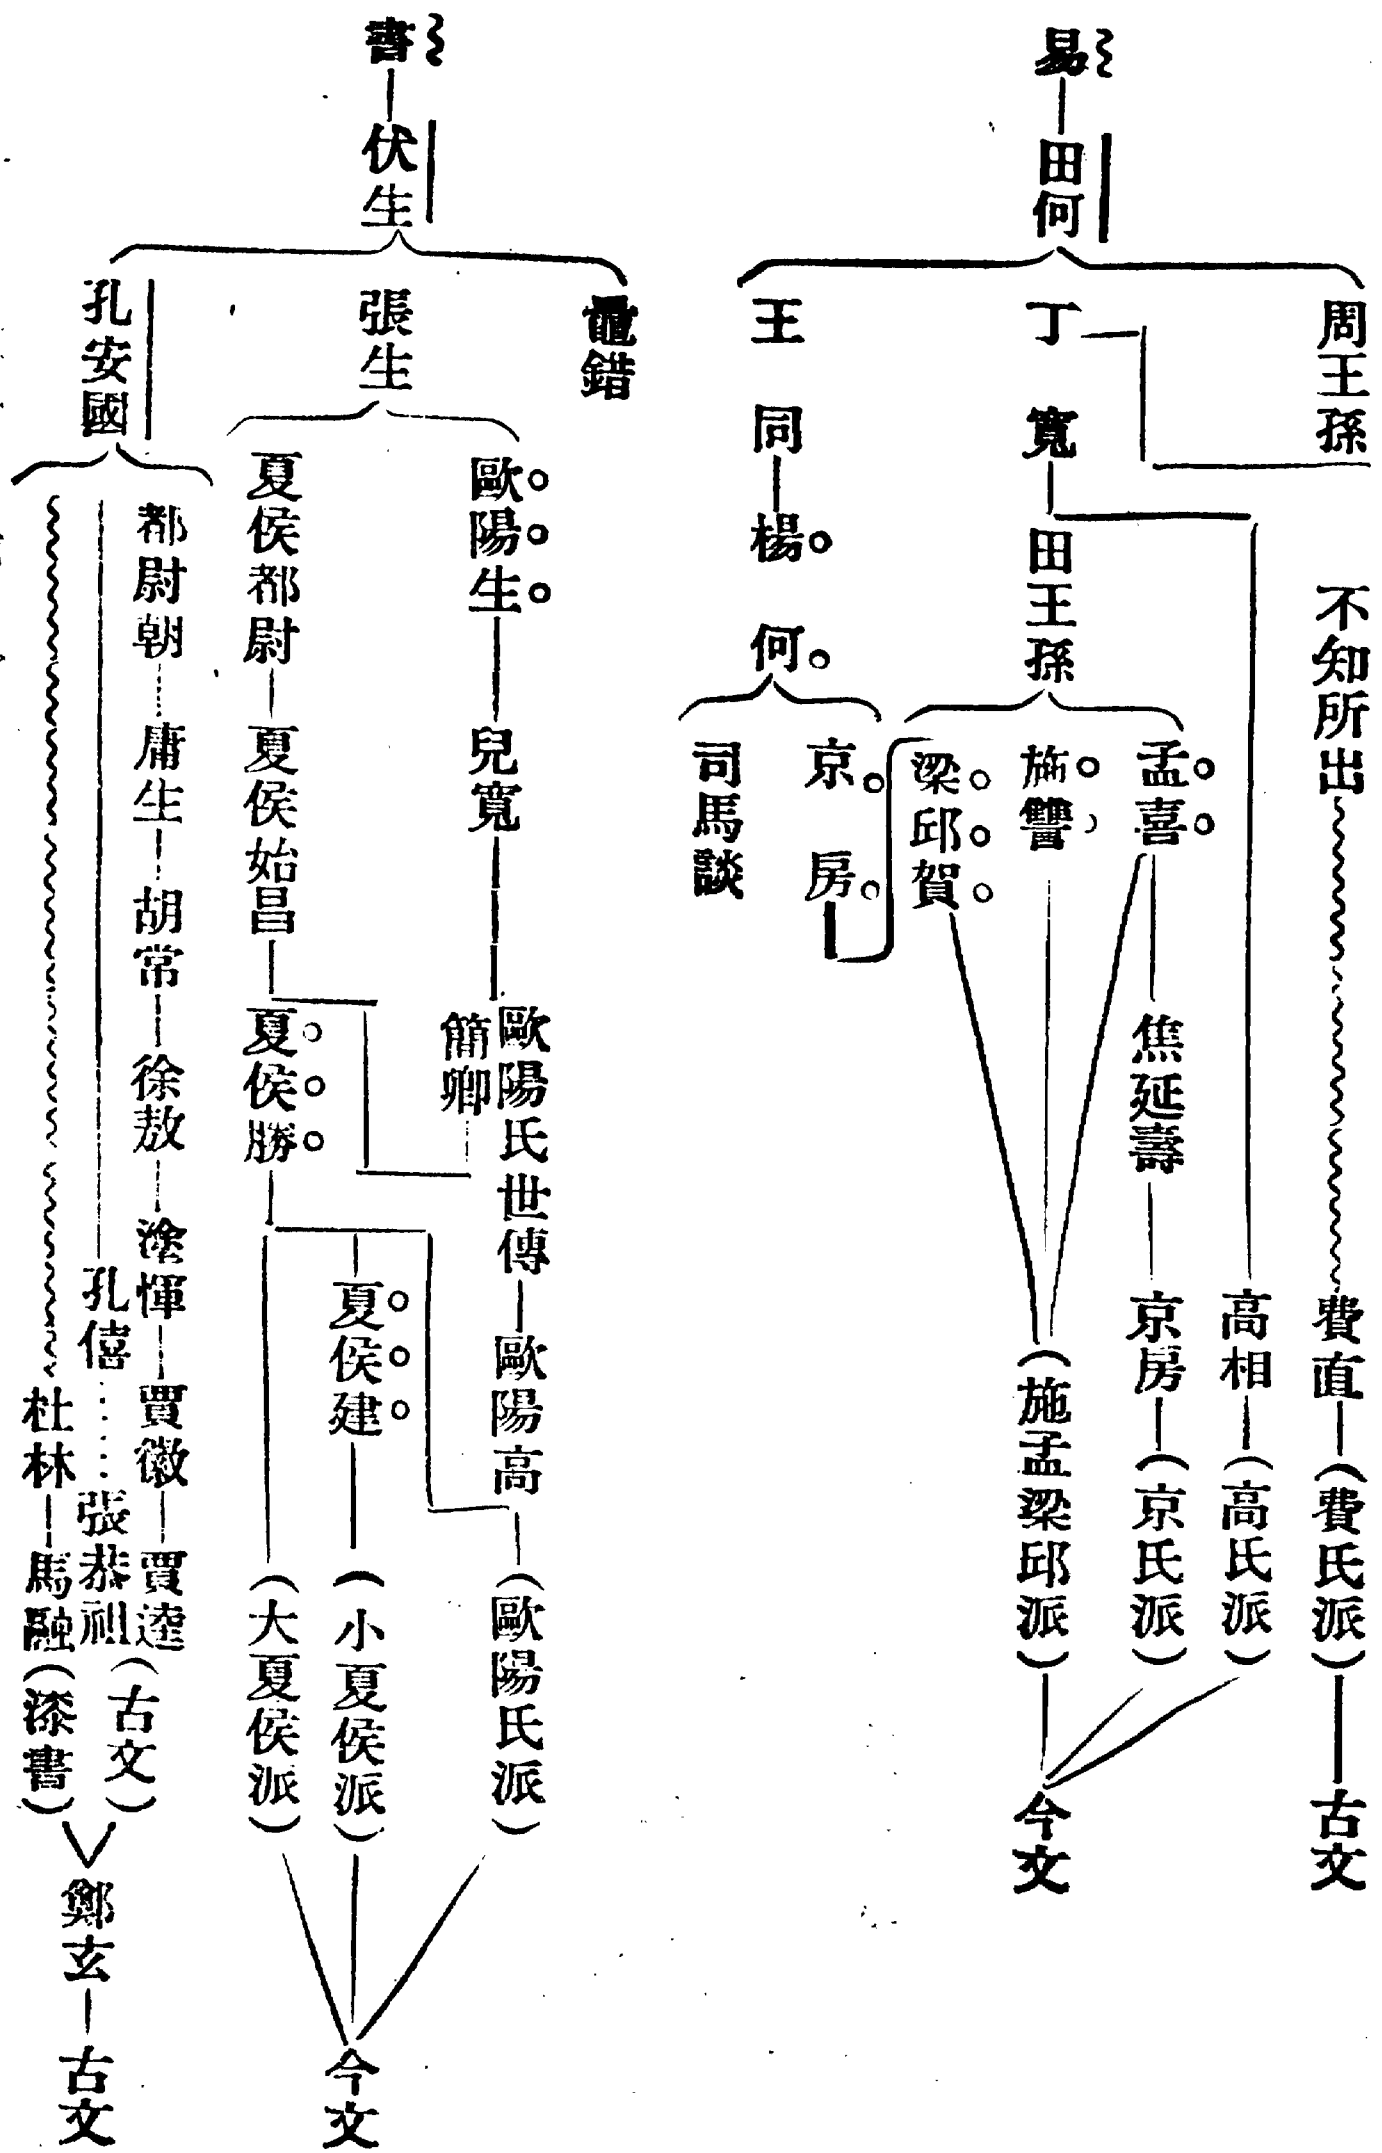 易
田何
周王孫
丁寬
王同
楊何
田王孫
不知所出
孟喜
施讐
梁邱賀
京房
司馬談
焦延壽
京房
高相
費直
(費氏派)
(高氏派)
(京氏派)
(施孟梁邱派)
古文
今文
書
伏生
鼂錯
張生
孔安國
歐陽生
夏侯都尉
兒寬
夏侯始昌
歐陽氏世傳
簡卿
夏侯勝
歐陽高
夏侯建
(歐陽氏派)
(小夏侯派)
(大夏侯派)
今文
都尉朝
庸生
胡常
徐敖
塗惲
賈徽
賈逵
孔僖
張恭祖
(古文)
杜林
馬融
(漆書)
鄭玄
古文